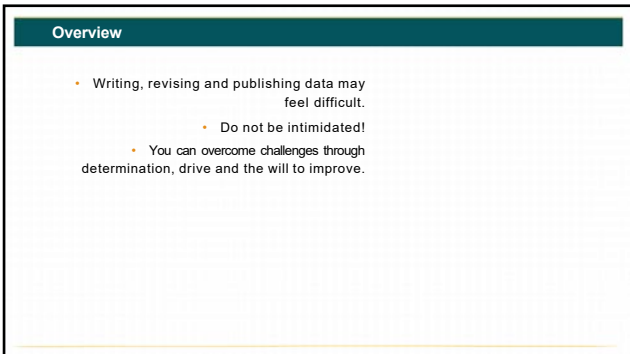 Overview
• Writing, revising and publishing data may
feel difficult.
• Do not be intimidated!
• You can overcome challenges through
determination, drive and the will to improve.